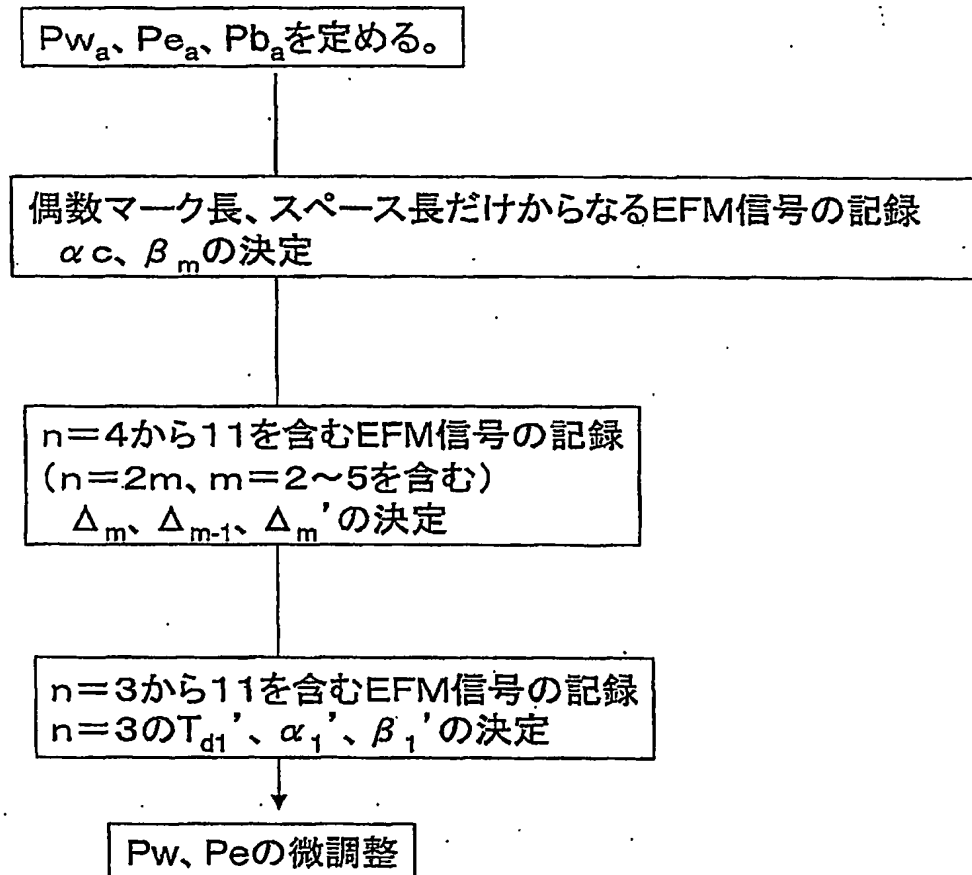 Pwa、Pea、Pbaを定める。
偶数マーク長、スペース長だけからなるEFM信号の記録
αc、βmの決定
n=4から11を含むEFM信号の記録
(n=2m、m=2~5を含む)
Δm、Δm-1、Δm'の決定
n=3から11を含むEFM信号の記録
n=3のTd1'、α1'、β1'の決定
Pw、Peの微調整